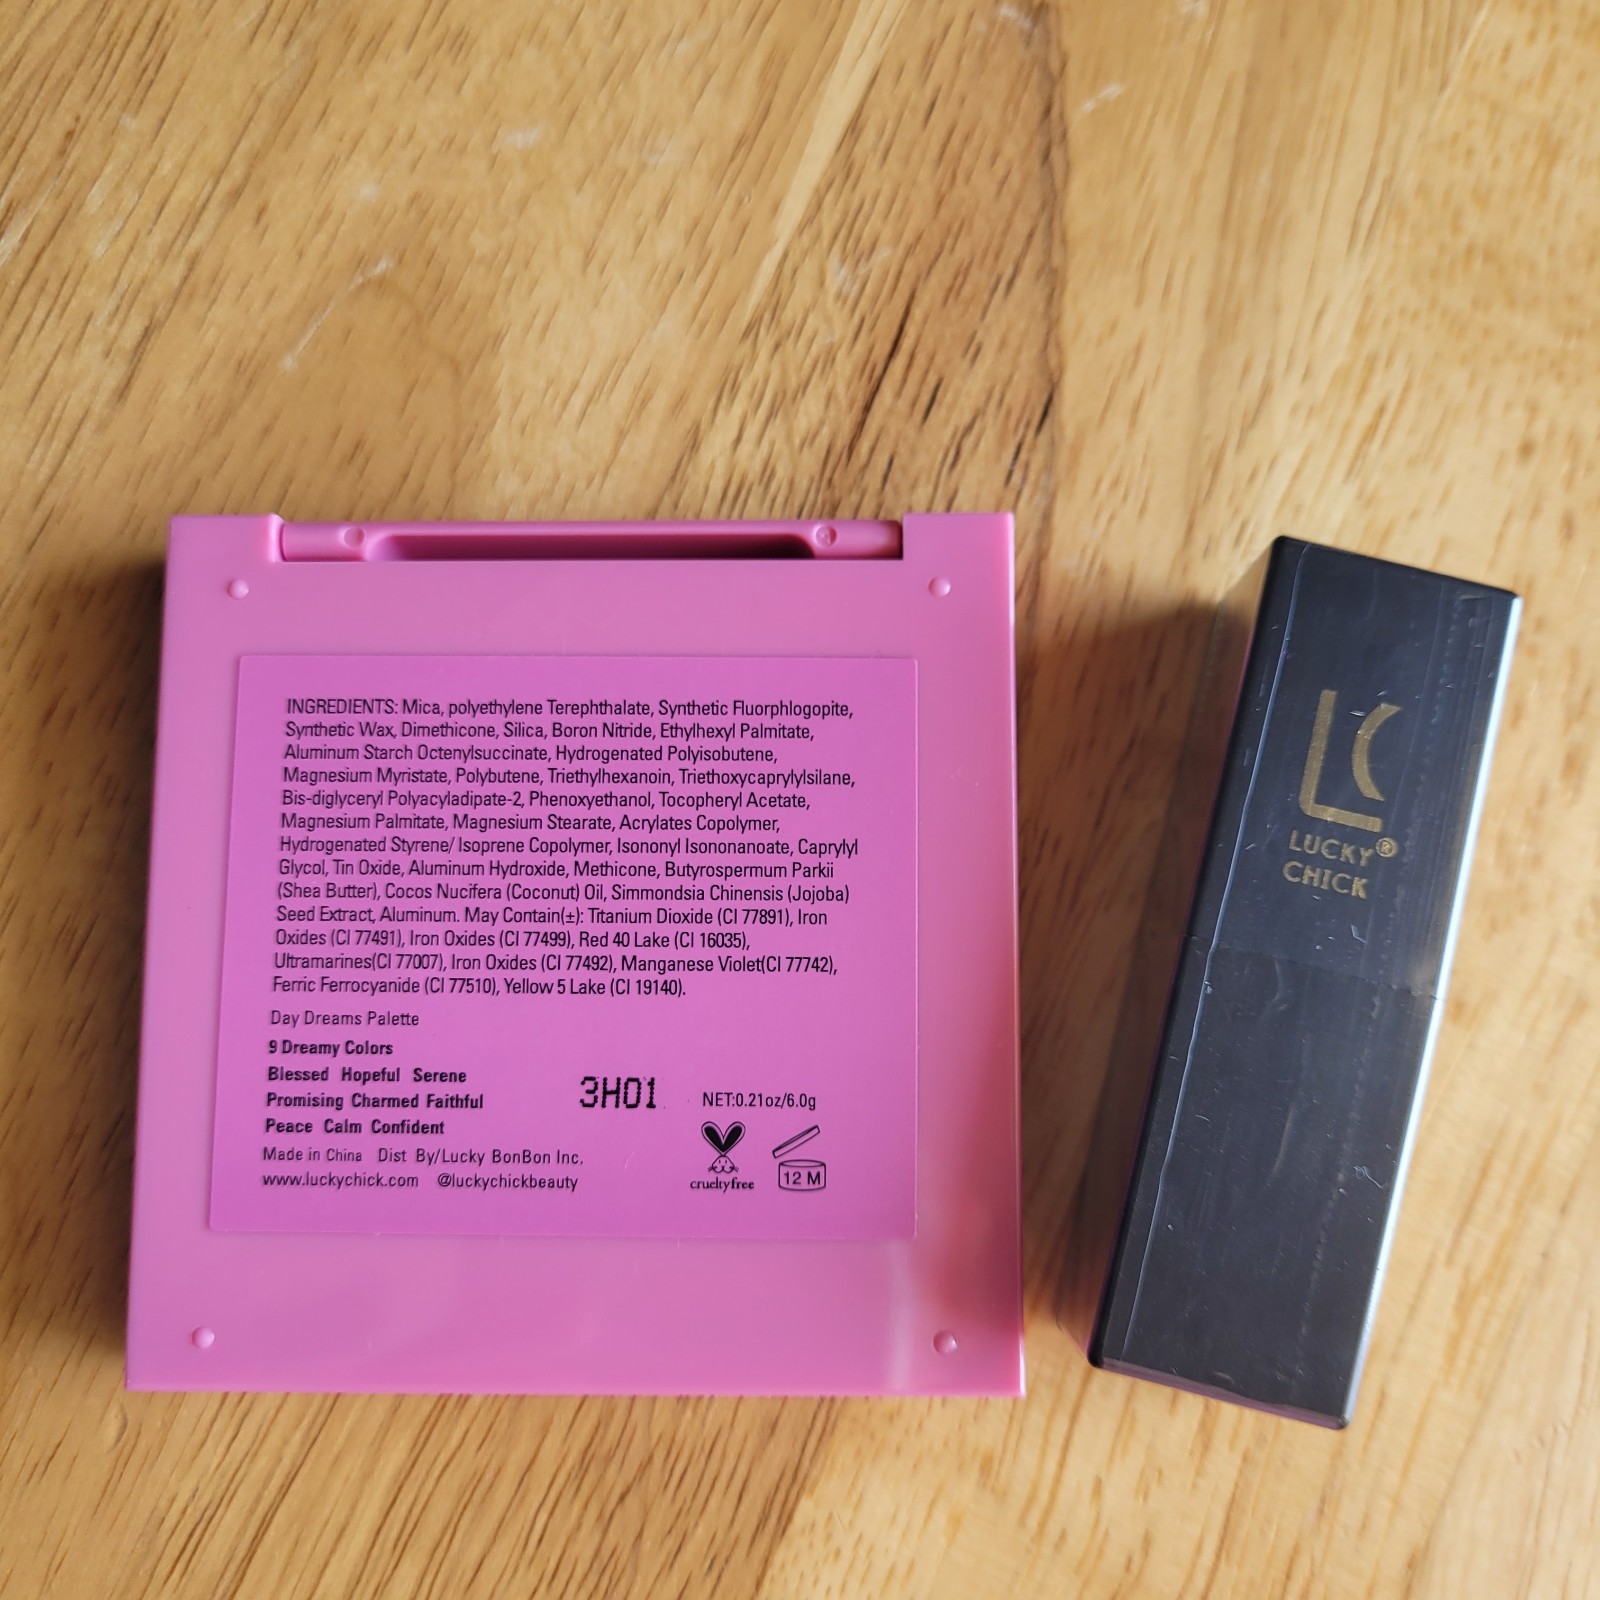 INGREDIENTS: Mica, polyethylene Terephthalate, Synthetic Fluorphlogopite,
Synthetic Wax, Dimethicone, Silica, Boron Nitride, Ethylhexyl Palmitate,
Aluminum Starch Octenylsuccinate, Hydrogenated Polyisobutene,
Magnesium Myristate, Polybutene, Triethylhexanoin, Triethoxycaprylylsilane,
Bis-diglyceryl Polyacyladipate-2, Phenoxyethanol, Tocopheryl Acetate,
Magnesium Palmitate, Magnesium Stearate, Acrylates Copolymer,
Hydrogenated Styrene/ Isoprene Copolymer, Isononyl Isononanoate, Caprylyl
Glycol, Tin Oxide, Aluminum Hydroxide, Methicone, Butyrospermum Parkii
(Shea Butter), Cocos Nucifera (Coconut) Oil, Simmondsia Chinensis (Jojoba)
Seed Extract, Aluminum. May Contain(±): Titanium Dioxide (CI 77891), Iron
Oxides (CI 77491), Iron Oxides (CI 77499), Red 40 Lake (CI 16035),
Ultramarines(CI 77007), Iron Oxides (CI 77492), Manganese Violet(CI 77742),
Ferric Ferrocyanide (CI 77510), Yellow 5 Lake (CI 19140).
Day Dreams Palette
9 Dreamy Colors
Blessed Hopeful Serene
Promising Charmed Faithful
Peace Calm Confident
Made in China Dist By/Lucky BonBon Inc.
www.luckychick.com @luckychickbeauty
3H01
NET:0.21oz/6.0g
crueltyfree
12 M
LC
LUCKY®
CHICK